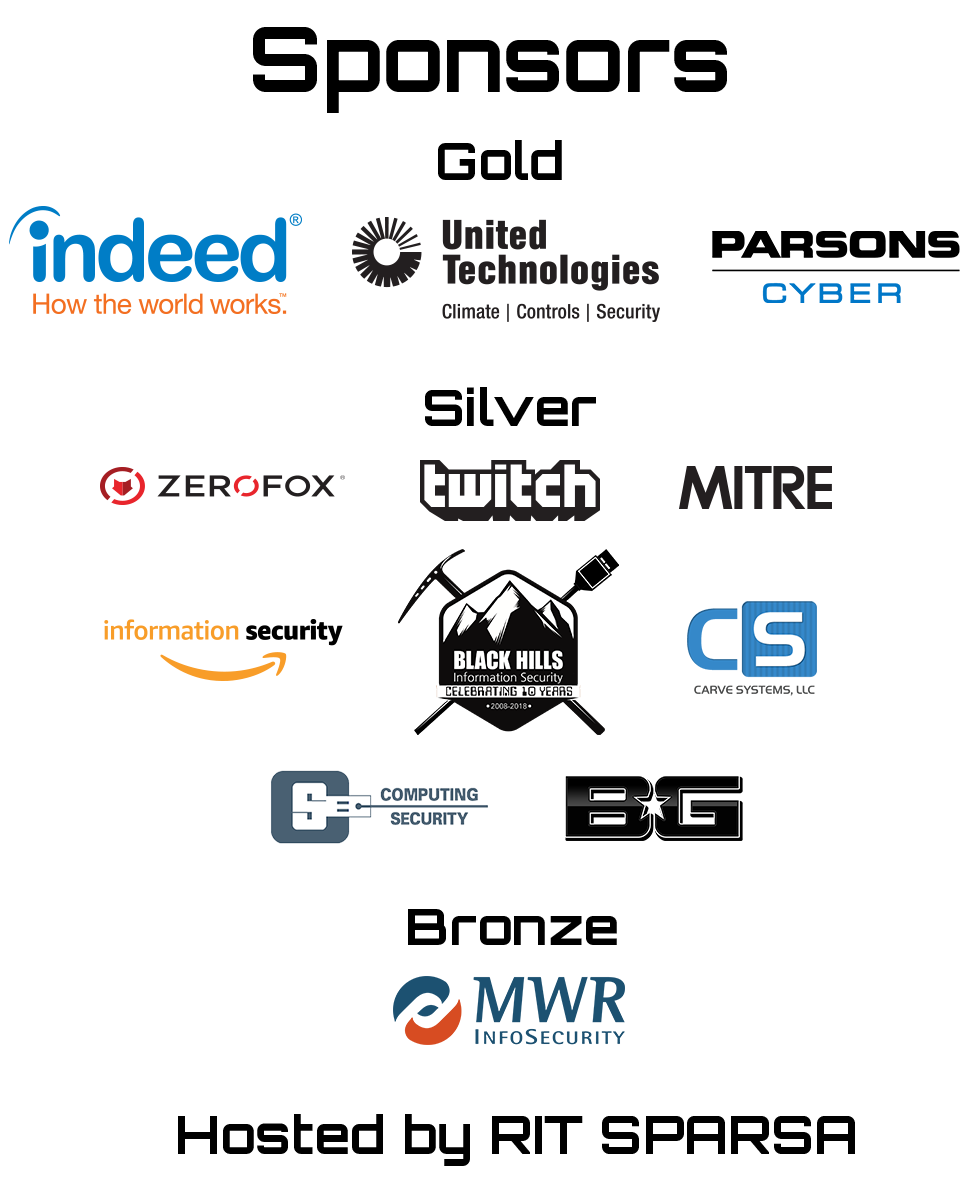 Sponsors
Gold
indeed®
How the world works.™
United
Technologies
Climate | Controls | Security
PARSONS
CYBER
Silver
ZEROFOX®
twitch
MITRE
information security
BLACK HILLS
Information Security
CELEBRATING 10 YEARS
• 2008-2018 •
CS
CARVE SYSTEMS, LLC
CS
COMPUTING
SECURITY
BG
Bronze
MWR
INFOSECURITY
Hosted by RIT SPARSA